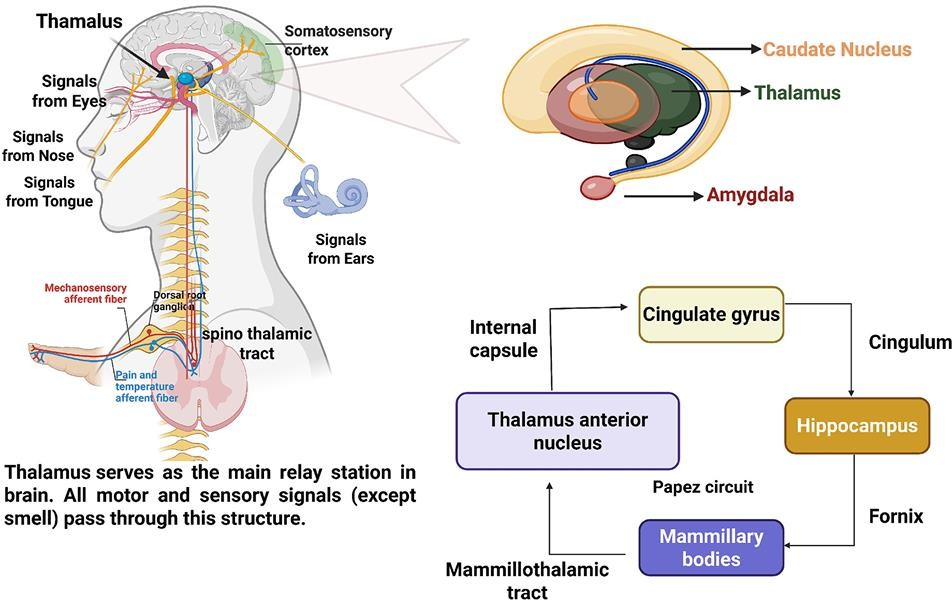 Thamalus
Somatosensory
cortex
Signals
from Eyes
Signals
from Nose
Signals
from Tongue
Signals
from Ears
Mechanosensory
afferent fiber
Dorsal root
ganglion
spino thalamic
tract
Pain and
temperature
afferent fiber
Thalamus serves as the main relay station in
brain. All motor and sensory signals (except
smell) pass through this structure.
Caudate Nucleus
Thalamus
Amygdala
Cingulate gyrus
Internal
capsule
Cingulum
Thalamus anterior
nucleus
Hippocampus
Papez circuit
Fornix
Mammillary
bodies
Mammillothalamic
tract